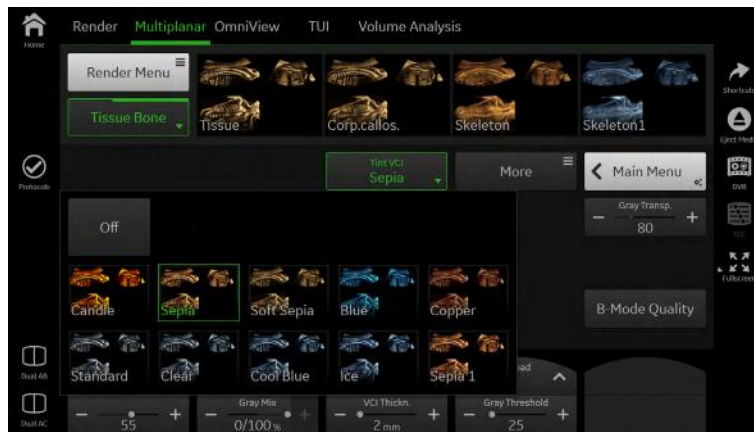 Render Multiplanar OmniView TUI Volume Analysis
Home
Render Menu
Tissue Bone
Tissue
Corp.callos.
Skeleton
Skeleton1
Shortcuts
Eject Media
Protocols
Tint VCI
Sepia
More
Main Menu
DVR
Off
Gray Transp.
80
TGC
Fullscreen
Candle
Sepia
Soft Sepia
Blue
Copper
B-Mode Quality
Standard
Clear
Cool Blue
Ice
Sepia 1
Dual AB
Dual AC
55
Gray Mix
0/100 %
VCI Thickn.
2 mm
Gray Threshold
25